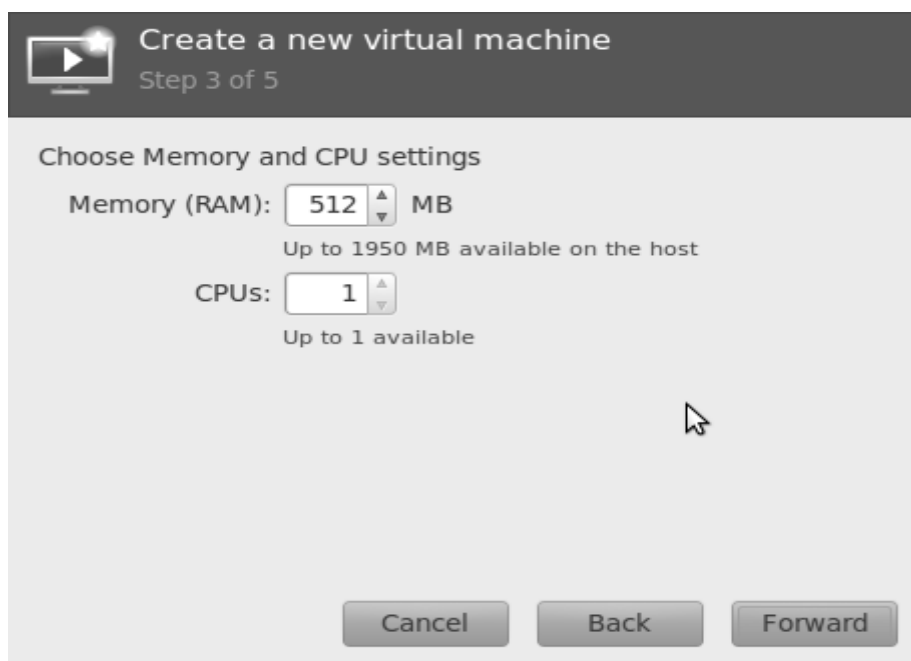 Create a new virtual machine
Step 3 of 5
Choose Memory and CPU settings
Memory (RAM): 512 MB
Up to 1950 MB available on the host
CPUs: 1
Up to 1 available
Cancel Back Forward